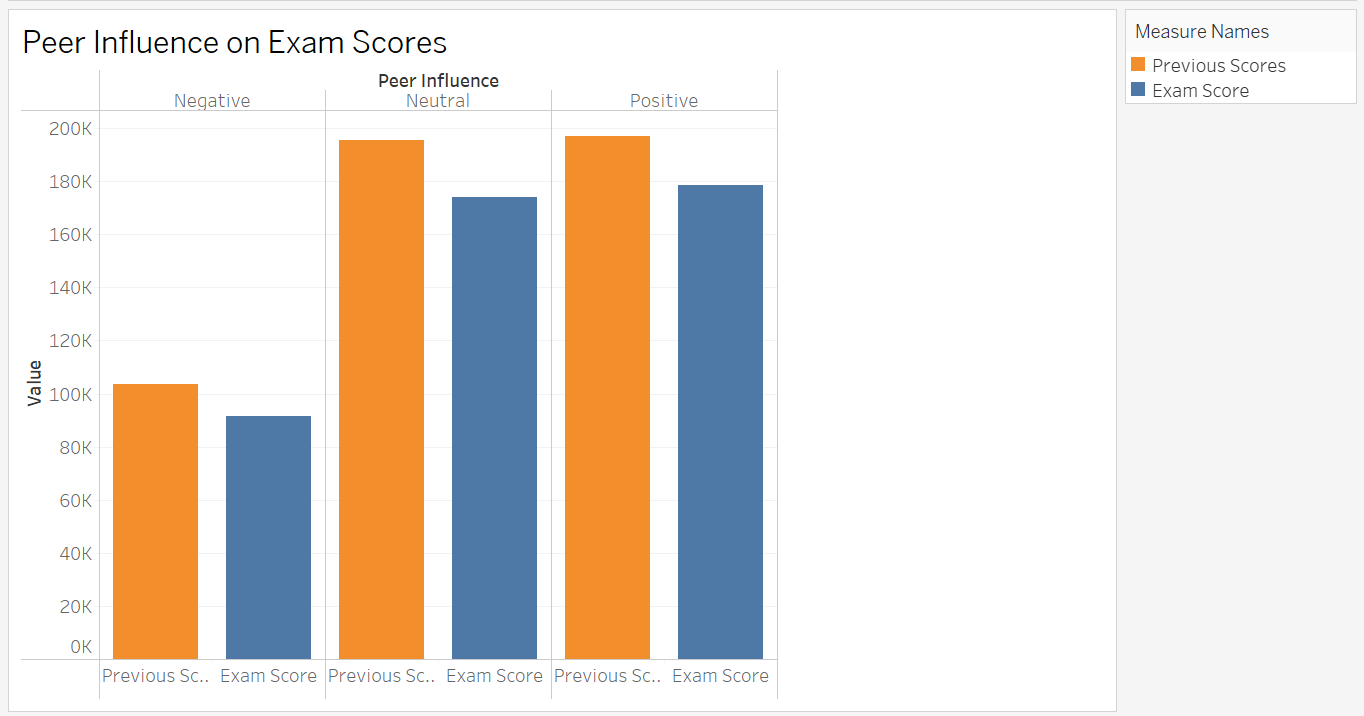 Peer Influence on Exam Scores
Peer Influence
Negative Neutral Positive
200K
180K
160K
140K
120K
100K
80K
60K
40K
20K
0K
Value
Previous Sc.. Exam Score Previous Sc.. Exam Score Previous Sc.. Exam Score
Measure Names
Previous Scores
Exam Score